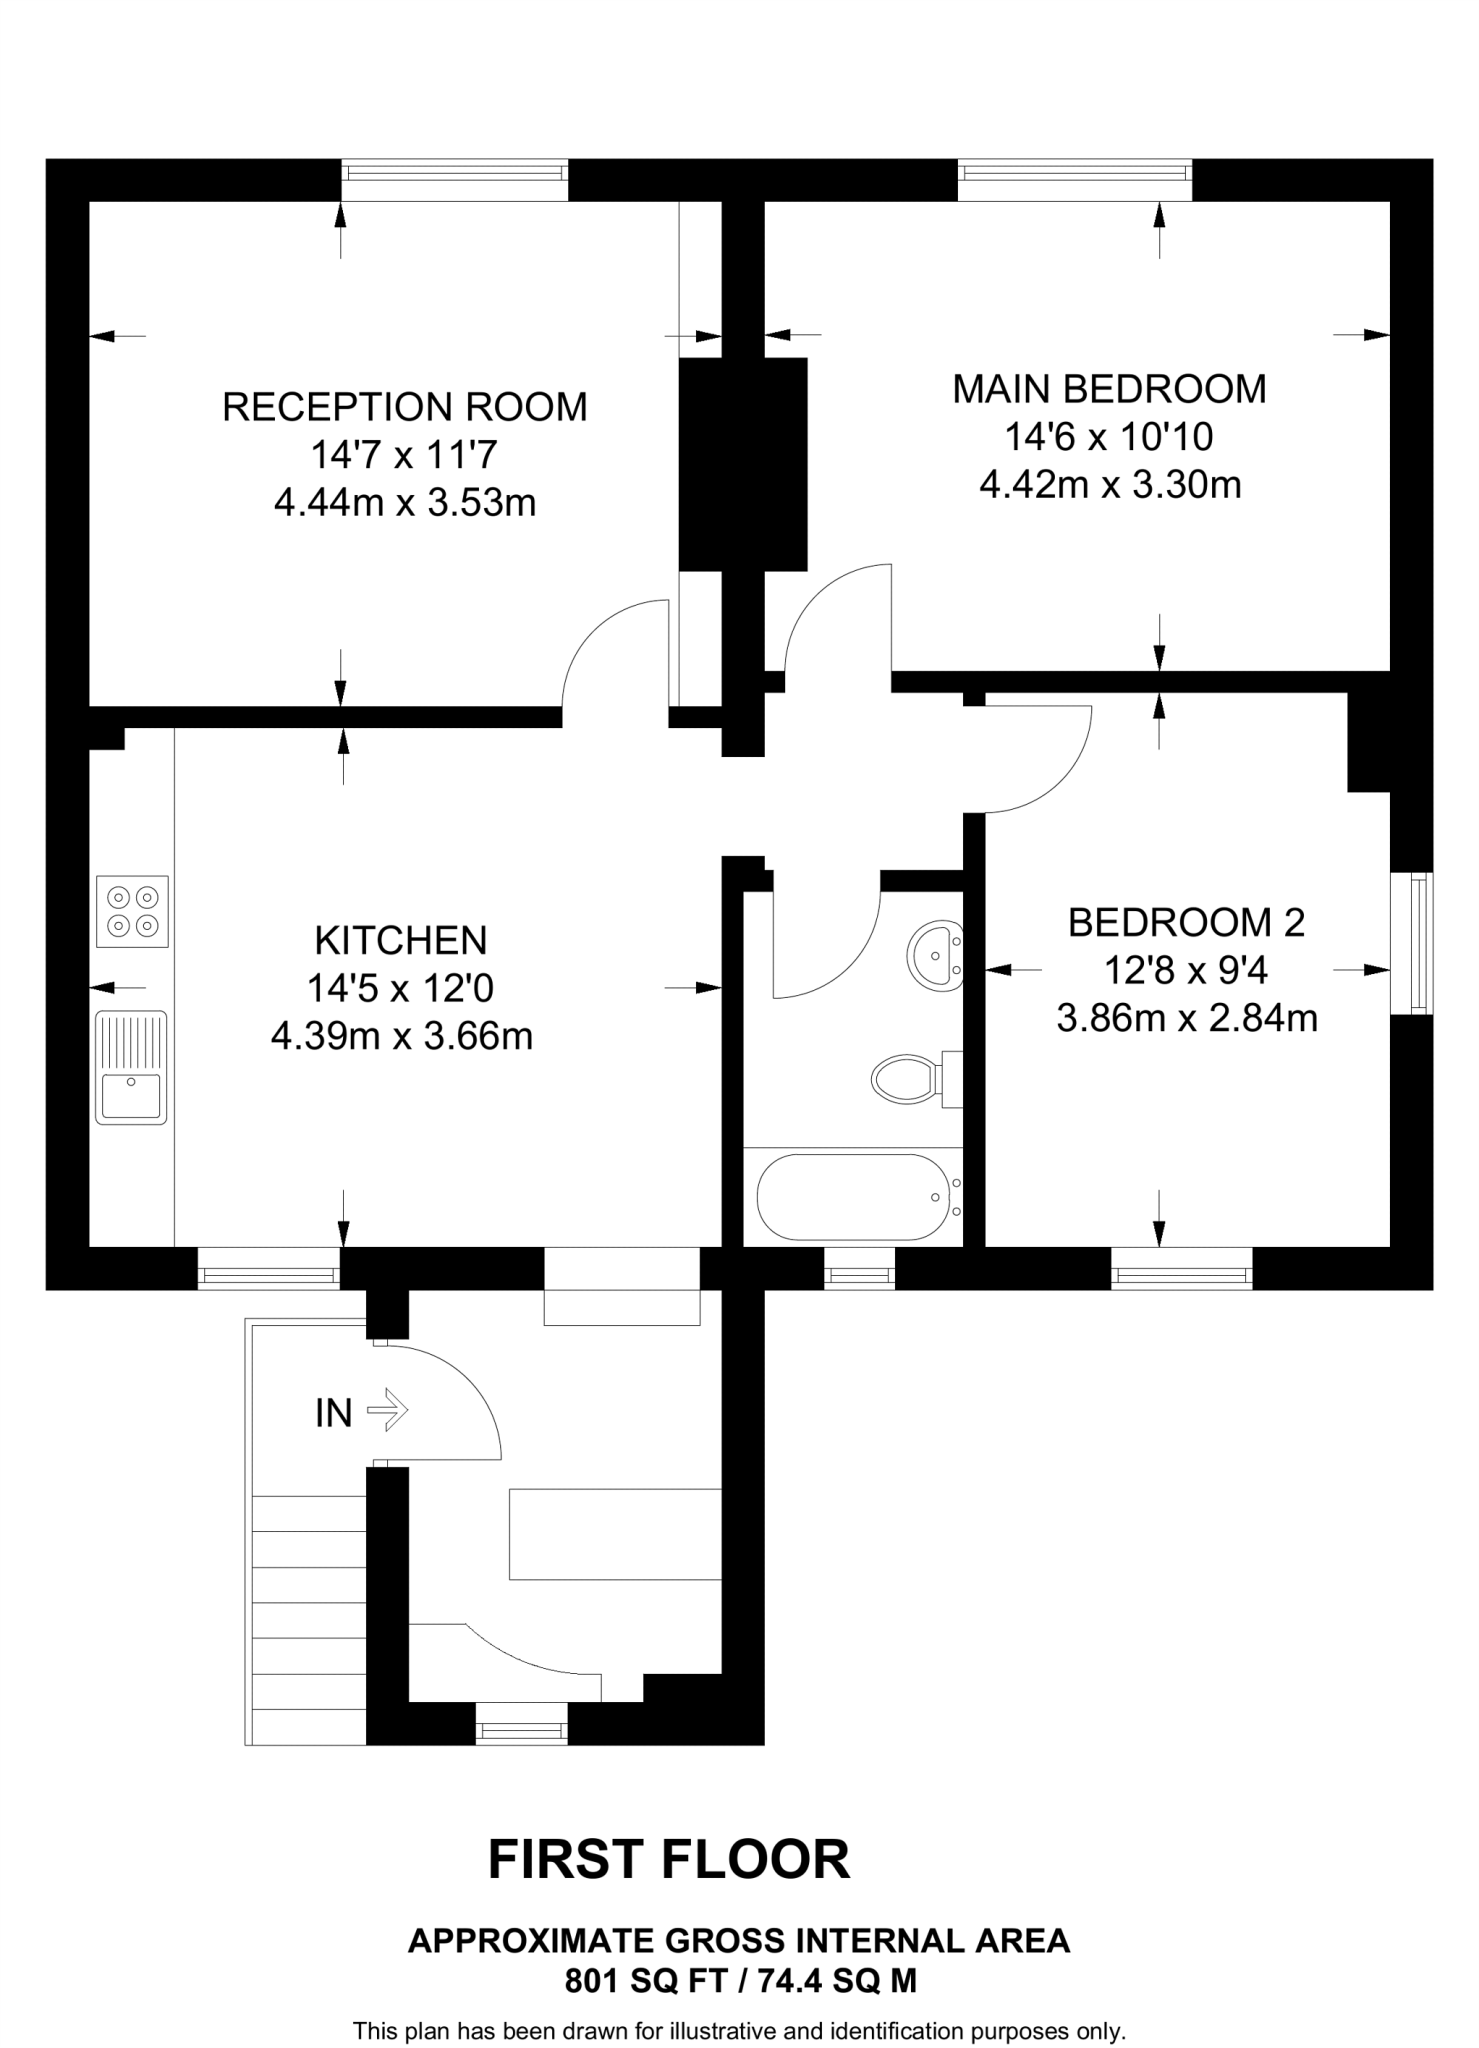 RECEPTION ROOM
14'7 x 11'7
4.44m x 3.53m
MAIN BEDROOM
14'6 x 10'10
4.42m x 3.30m
KITCHEN
14'5 x 12'0
4.39m x 3.66m
BEDROOM 2
12'8 x 9'4
3.86m x 2.84m
IN
FIRST FLOOR
APPROXIMATE GROSS INTERNAL AREA
801 SQ FT / 74.4 SQ M
This plan has been drawn for illustrative and identification purposes only.